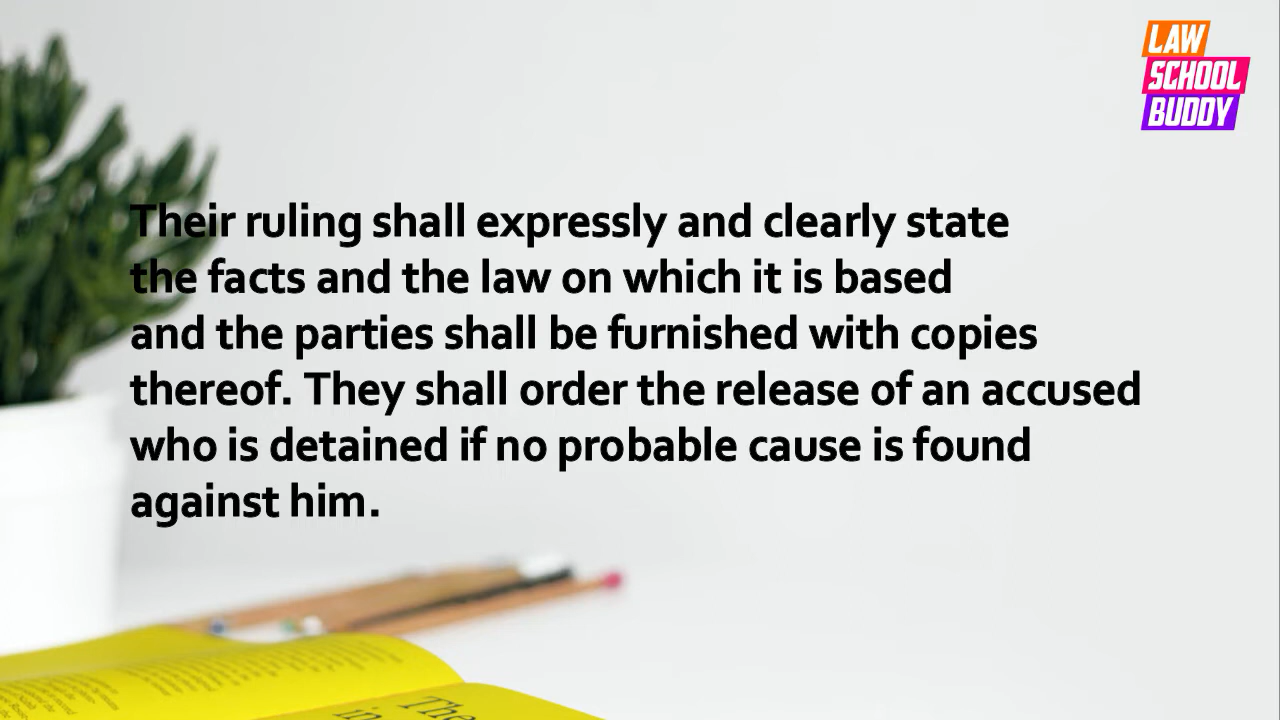 LAW
SCHOOL
BUDDY
Their ruling shall expressly and clearly state
the facts and the law on which it is based
and the parties shall be furnished with copies
thereof. They shall order the release of an accused
who is detained if no probable cause is found
against him.
The
in